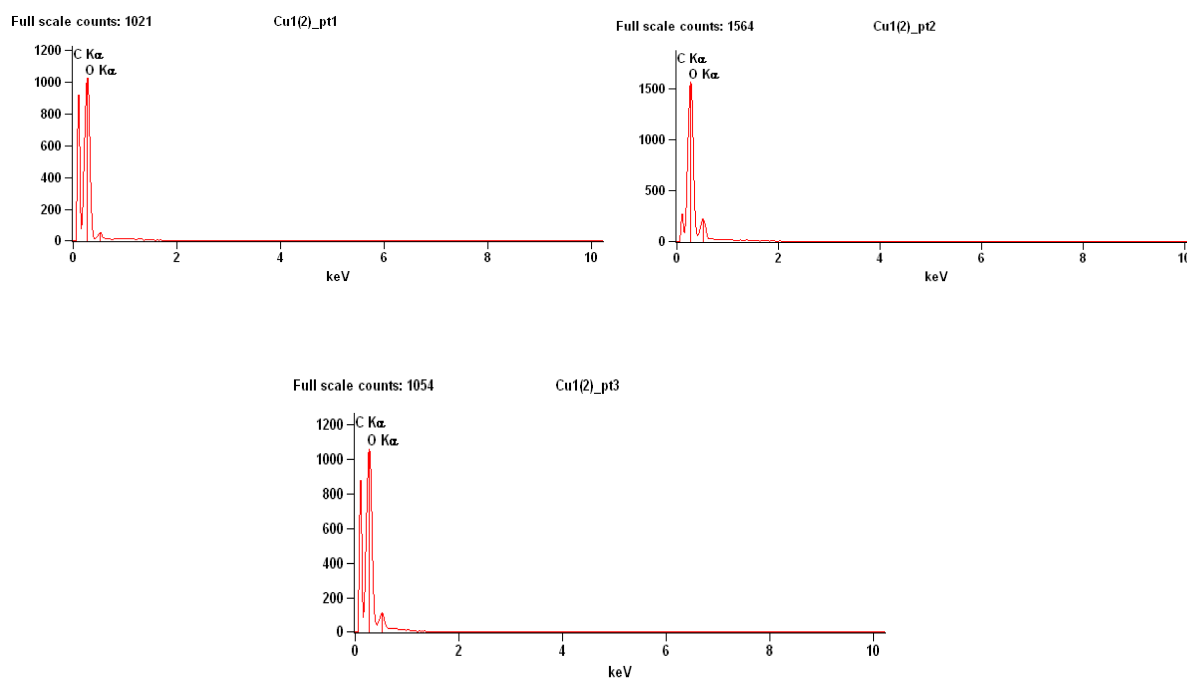 Full scale counts: 1021 Cu1(2)_pt1
1200
1000
800
600
400
200
0
C Kα
O Kα
0 2 4 6 8 10
keV
Full scale counts: 1564 Cu1(2)_pt2
1500
1000
500
0
C Kα
O Kα
0 2 4 6 8 10
keV
Full scale counts: 1054 Cu1(2)_pt3
1200
1000
800
600
400
200
0
C Kα
O Kα
0 2 4 6 8 10
keV